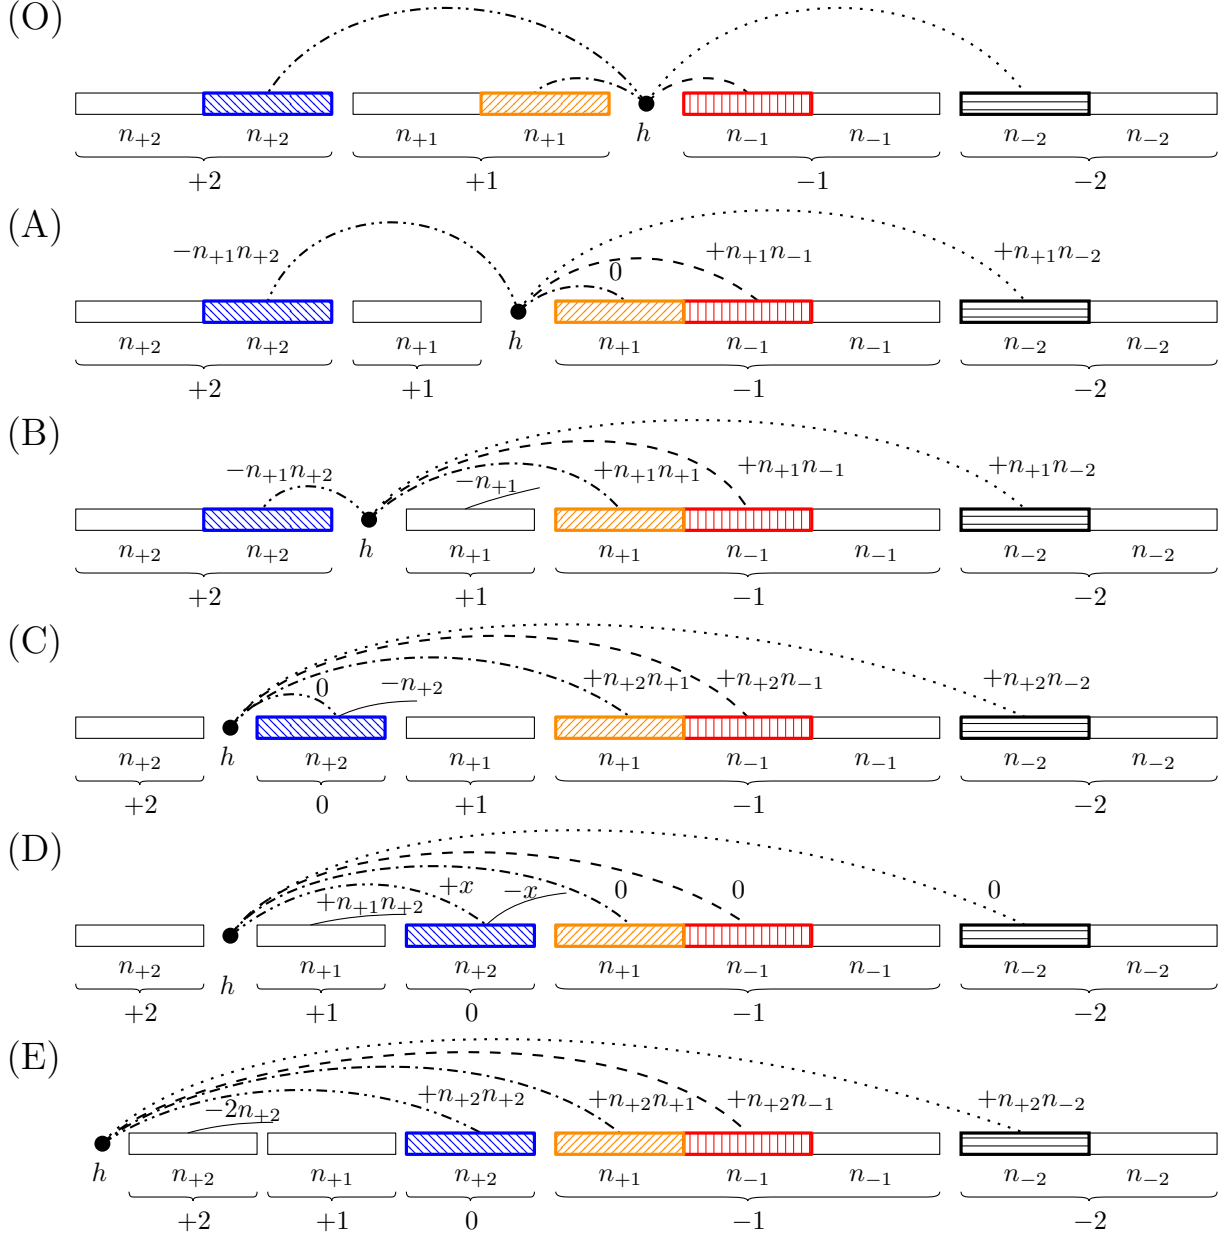 (O)
h
n₊₂ n₊₂ n₊₁ n₊₁ n₋₁ n₋₁ n₋₂ n₋₂
+2 +1 −1 −2
(A)
−n₊₁n₊₂ 0 +n₊₁n₋₁ +n₊₁n₋₂
h
n₊₂ n₊₂ n₊₁ n₊₁ n₋₁ n₋₁ n₋₂ n₋₂
+2 +1 −1 −2
(B)
−n₊₁n₊₂ −n₊₁ +n₊₁n₊₁ +n₊₁n₋₁ +n₊₁n₋₂
n₊₂ n₊₂ h n₊₁ n₊₁ n₋₁ n₋₁ n₋₂ n₋₂
+2 +1 −1 −2
(C)
0 −n₊₂ +n₊₂n₊₁ +n₊₂n₋₁ +n₊₂n₋₂
n₊₂ h n₊₂ n₊₁ n₊₁ n₋₁ n₋₁ n₋₂ n₋₂
+2 0 +1 −1 −2
(D)
+n₊₁n₊₂ +x −x 0 0 0
n₊₂ h n₊₁ n₊₂ n₊₁ n₋₁ n₋₁ n₋₂ n₋₂
+2 +1 0 −1 −2
(E)
−2n₊₂ +n₊₂n₊₂ +n₊₂n₊₁ +n₊₂n₋₁ +n₊₂n₋₂
h n₊₂ n₊₁ n₊₂ n₊₁ n₋₁ n₋₁ n₋₂ n₋₂
+2 +1 0 −1 −2